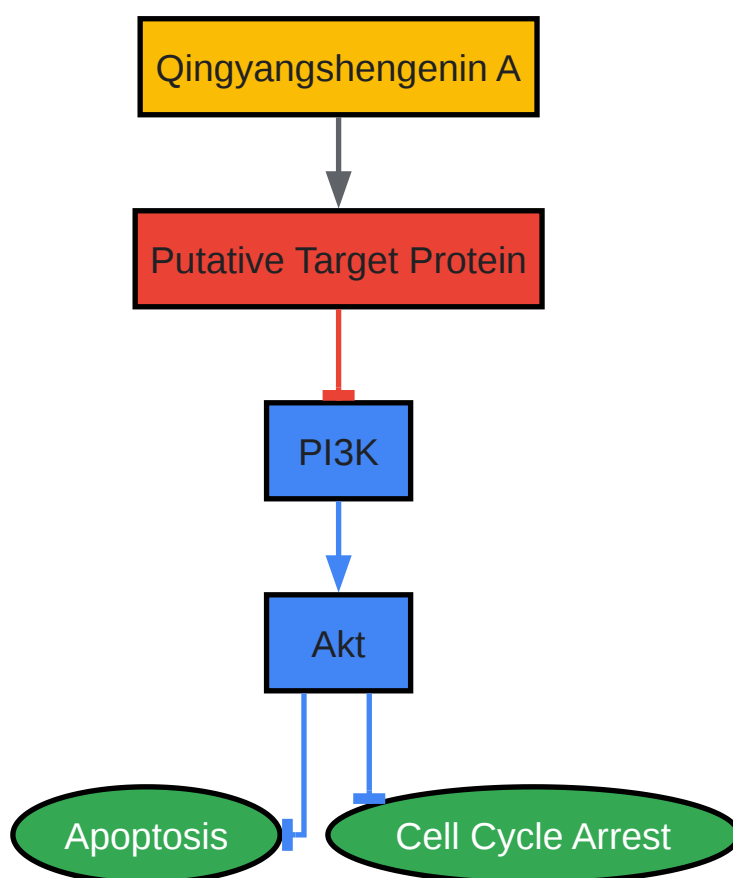 Qingyangshengenin A
Putative Target Protein
PI3K
Akt
Apoptosis
Cell Cycle Arrest